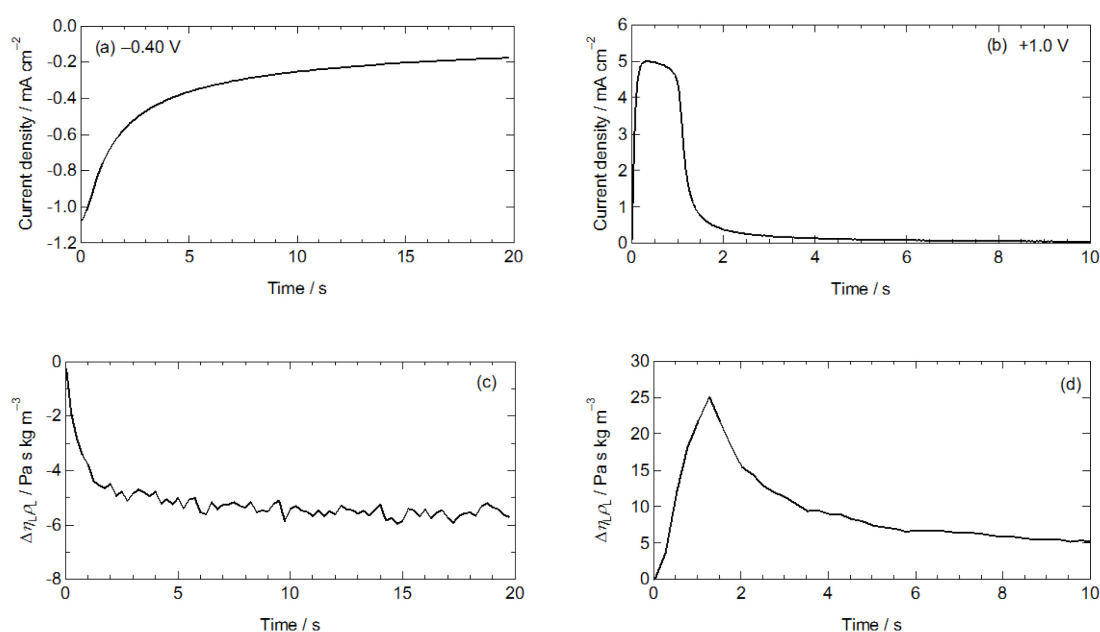 (a) –0.40 V
Current density / mA cm⁻²
0.0
-0.2
-0.4
-0.6
-0.8
-1.0
-1.2
0 5 10 15 20
Time / s
(b) +1.0 V
Current density / mA cm⁻²
6
5
4
3
2
1
0
0 2 4 6 8 10
Time / s
(c)
Δη_Lρ_L / Pa s kg m⁻³
0
-2
-4
-6
-8
0 5 10 15 20
Time / s
(d)
Δη_Lρ_L / Pa s kg m⁻³
30
25
20
15
10
5
0
0 2 4 6 8 10
Time / s